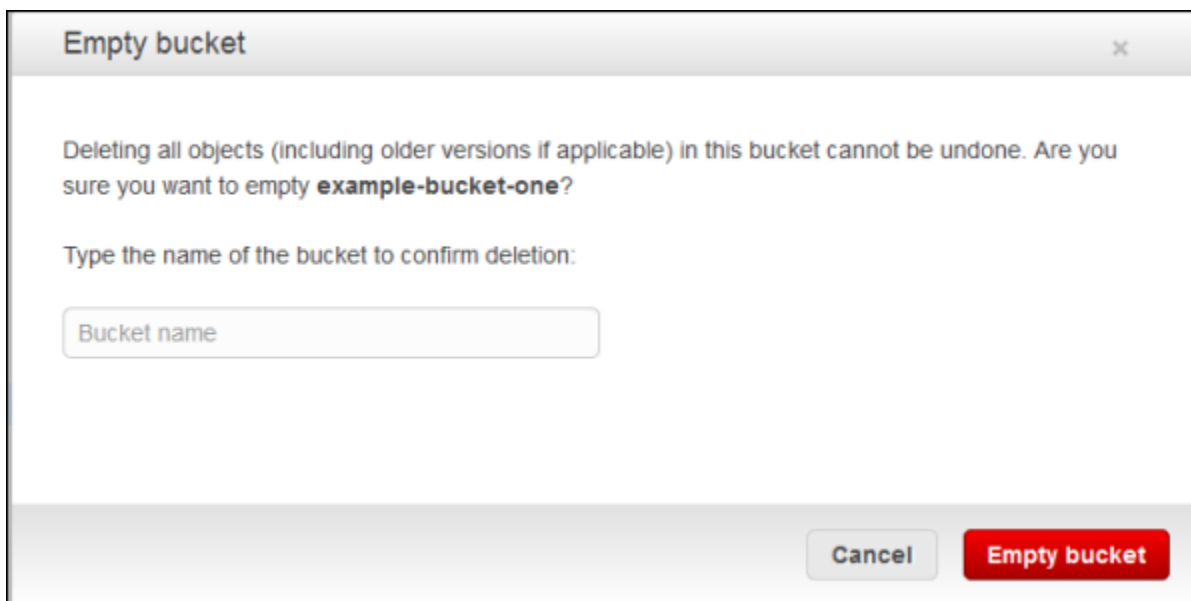 Empty bucket
×
Deleting all objects (including older versions if applicable) in this bucket cannot be undone. Are you
sure you want to empty example-bucket-one?
Type the name of the bucket to confirm deletion:
Bucket name
Cancel
Empty bucket